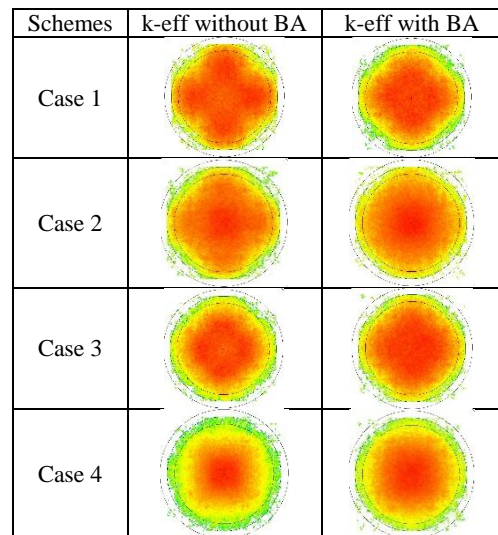 Schemes k-eff without BA k-eff with BA
Case 1
Case 2
Case 3
Case 4